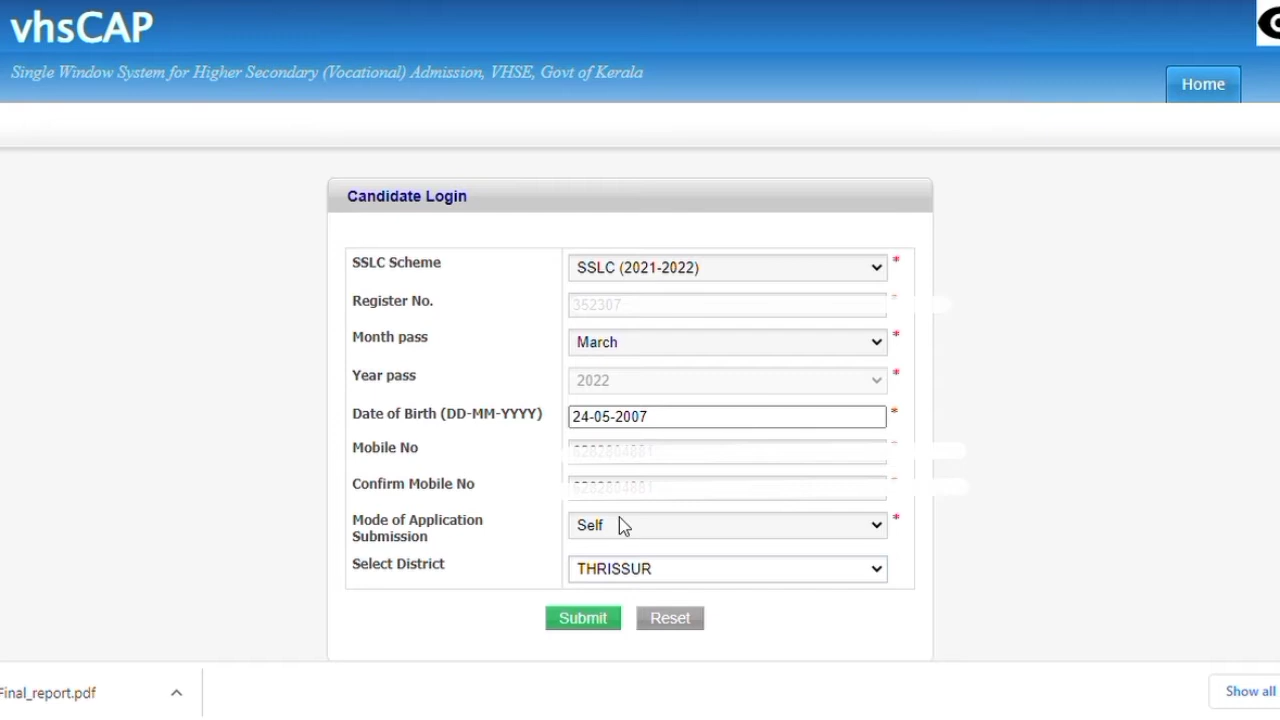 vhsCAP
Single Window System for Higher Secondary (Vocational) Admission, VHSE, Govt of Kerala
Home
Candidate Login
SSLC Scheme SSLC (2021-2022) *
Register No. 352307
Month pass March *
Year pass 2022 *
Date of Birth (DD-MM-YYYY) 24-05-2007 *
Mobile No
Confirm Mobile No
Mode of Application Self *
Submission
Select District THRISSUR
Submit Reset
Final_report.pdf
Show all